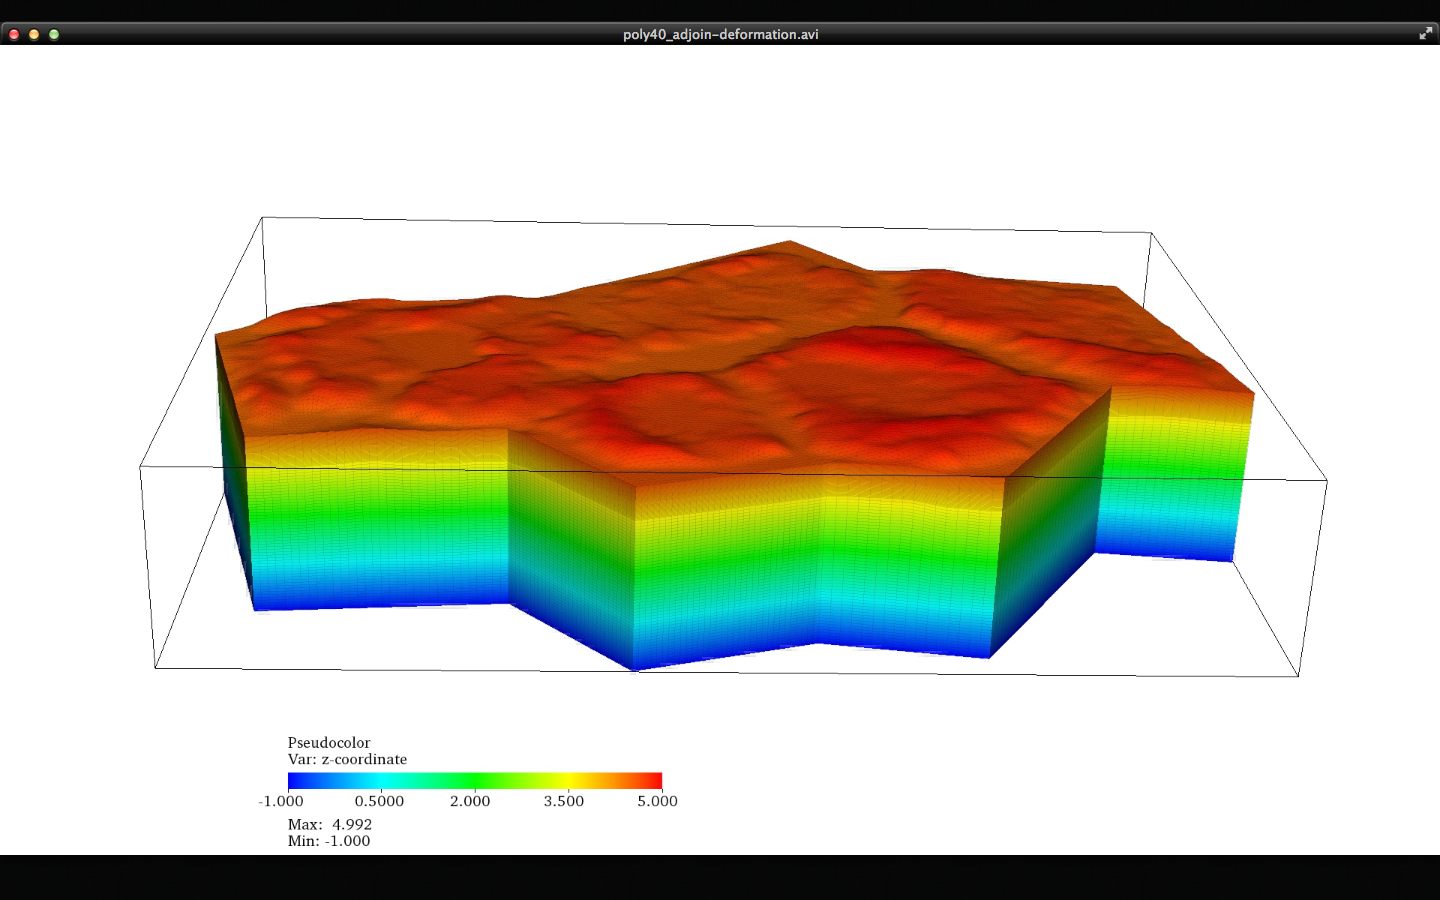 poly40_adjoin-deformation.avi
Pseudocolor
Var: z-coordinate
-1.000 0.5000 2.000 3.500 5.000
Max: 4.992
Min: -1.000